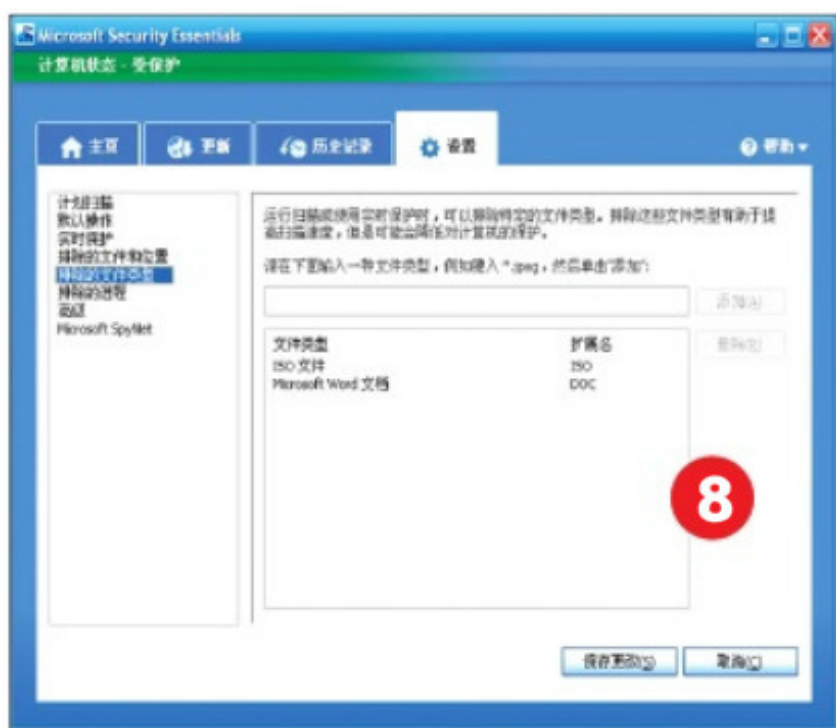 Microsoft Security Essentials
计算机状态 - 受保护
主页
更新
历史记录
设置
帮助
计划扫描
默认操作
实时保护
排除的文件和位置
排除的文件类型
排除的进程
高级
Microsoft SpyNet
运行扫描或使用实时保护时，可以排除特定的文件类型。排除这些文件类型有助于提
高扫描速度，但是可能会降低对计算机的保护。
请在下面输入一种文件类型，例如键入 *.jpeg，然后单击“添加”:
添加(A)
文件类型 扩展名
删除(R)
ISO 文件 ISO
Microsoft Word 文档 DOC
8
保存更改(S)
取消(C)